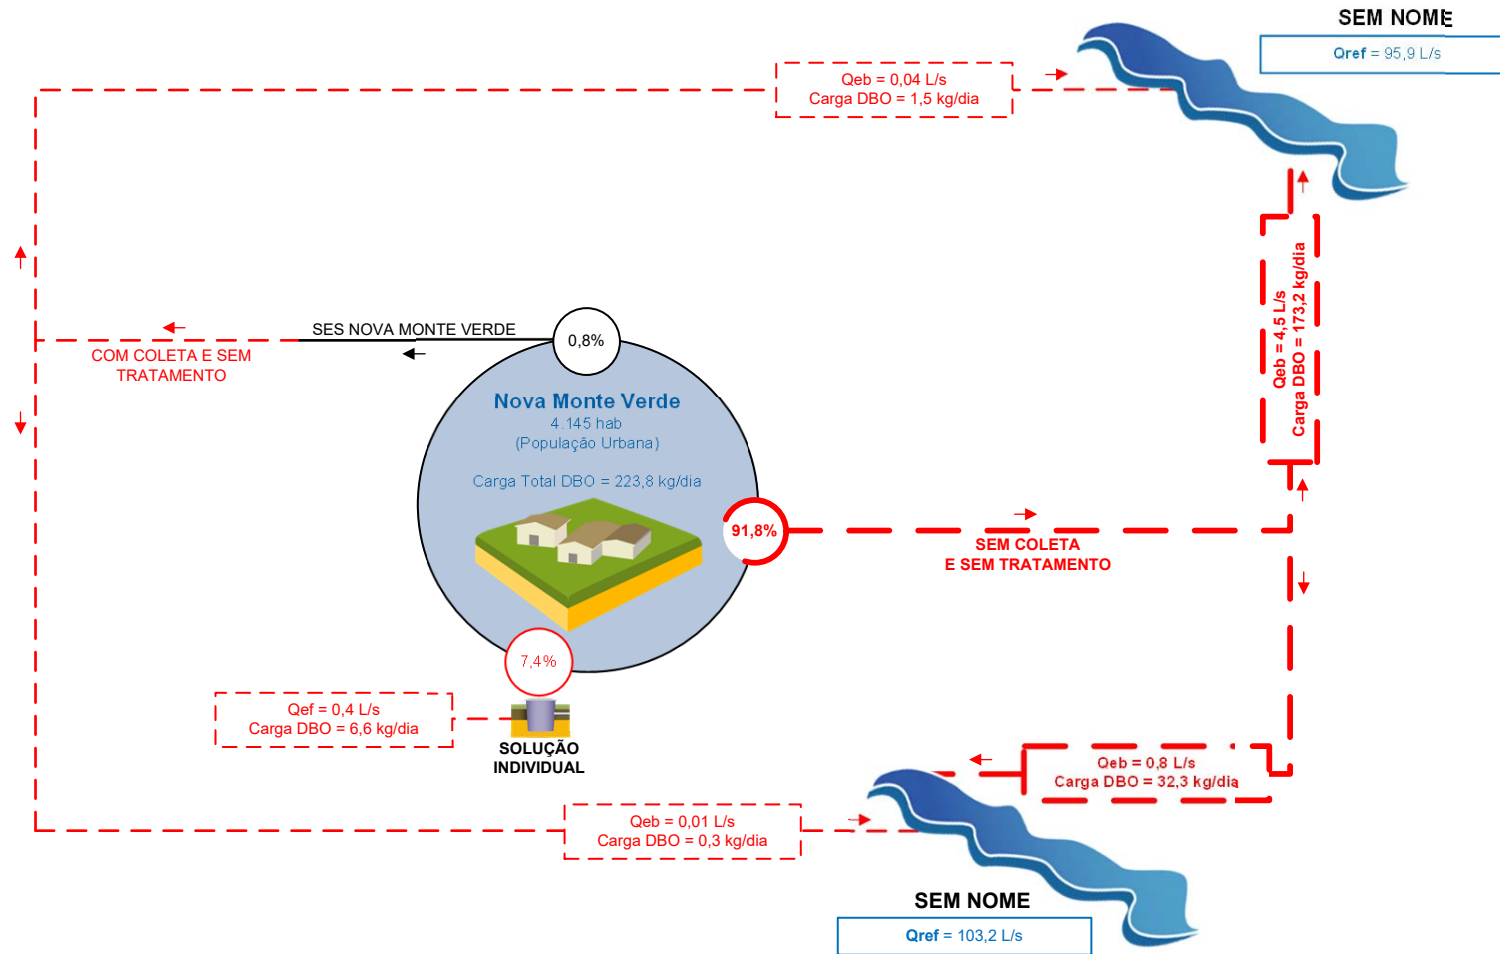 SEM NOME
Qref = 95,9 L/s
Qeb = 0,04 L/s
Carga DBO = 1,5 kg/dia
Qeb = 4,5 L/s
Carga DBO = 173,2 kg/dia
SES NOVA MONTE VERDE
0,8%
COM COLETA E SEM
TRATAMENTO
Nova Monte Verde
4.145 hab
(População Urbana)
Carga Total DBO = 223,8 kg/dia
91,8%
SEM COLETA
E SEM TRATAMENTO
7,4%
Qef = 0,4 L/s
Carga DBO = 6,6 kg/dia
SOLUÇÃO
INDIVIDUAL
Qeb = 0,8 L/s
Carga DBO = 32,3 kg/dia
Qeb = 0,01 L/s
Carga DBO = 0,3 kg/dia
SEM NOME
Qref = 103,2 L/s